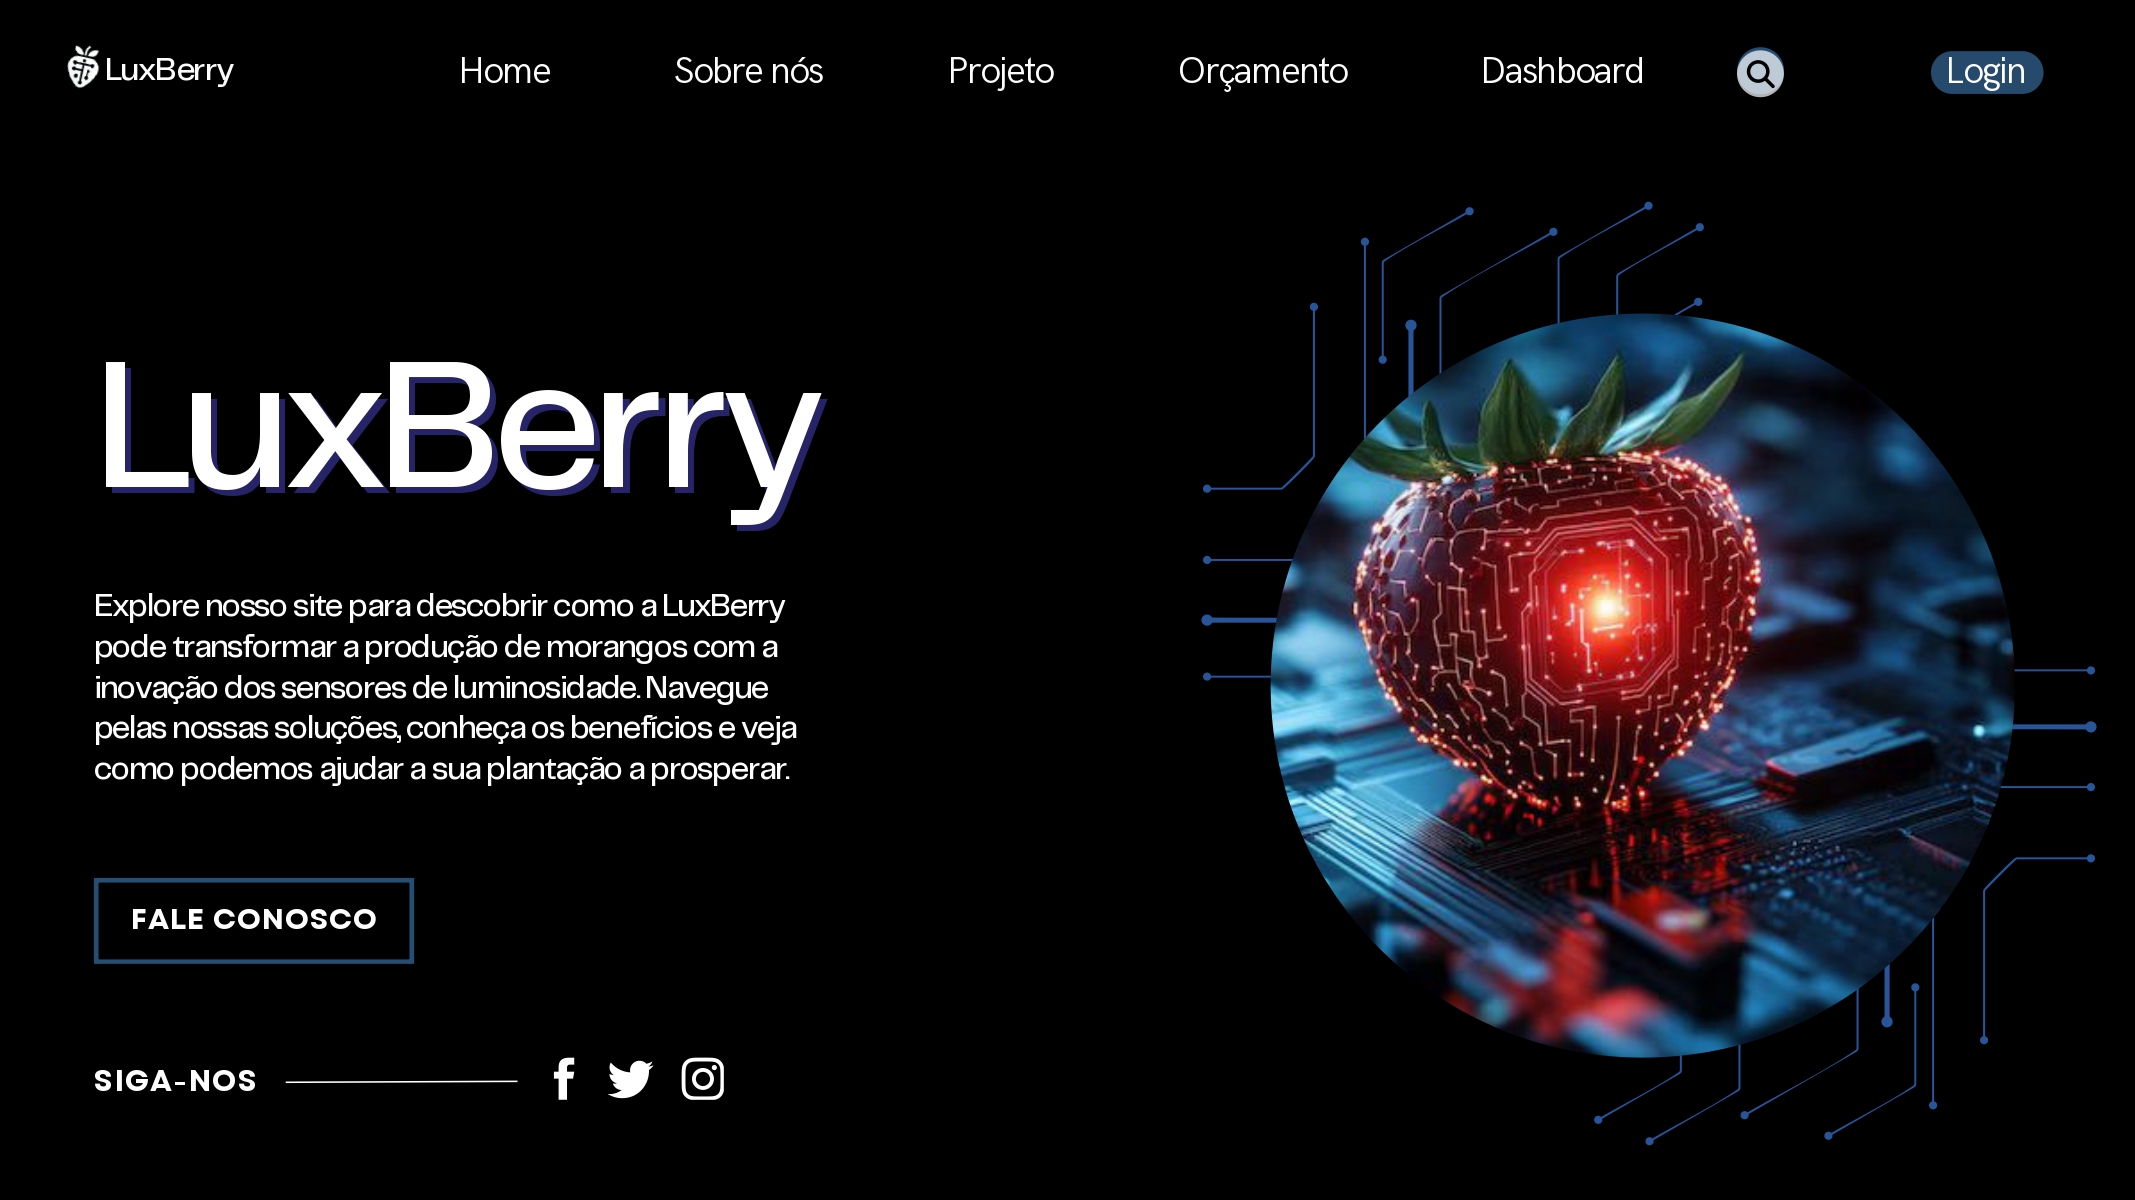 LuxBerry
Home
Sobre nós
Projeto
Orçamento
Dashboard
Login
LuxBerry
Explore nosso site para descobrir como a LuxBerry
pode transformar a produção de morangos com a
inovação dos sensores de luminosidade. Navegue
pelas nossas soluções, conheça os benefícios e veja
como podemos ajudar a sua plantação a prosperar.
FALE CONOSCO
SIGA-NOS